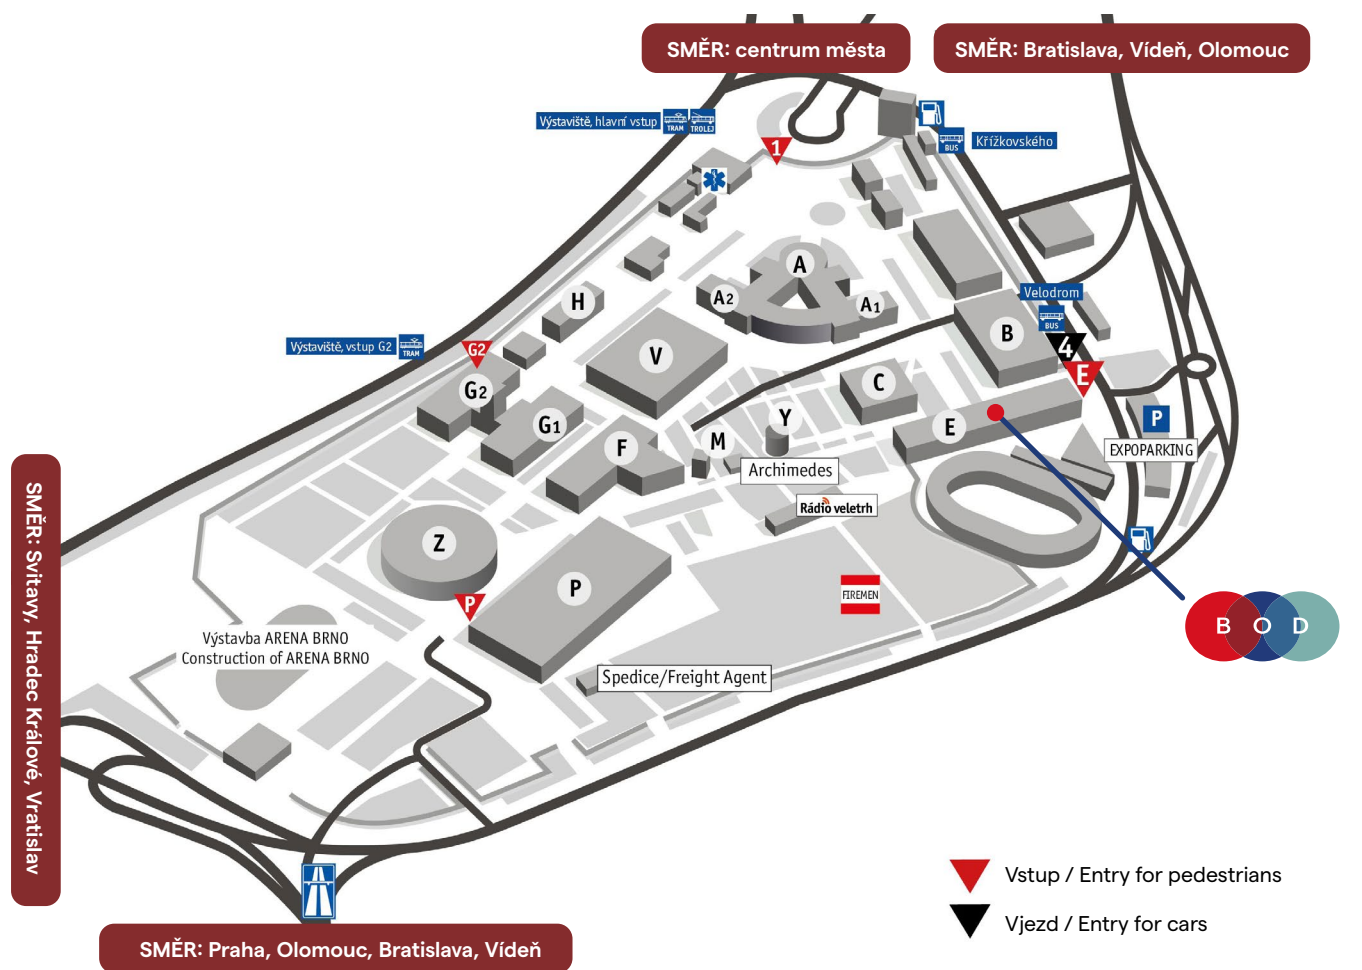 SMĚR: centrum města
SMĚR: Bratislava, Vídeň, Olomouc
Výstaviště, hlavní vstup
TRAM
TROLEJ
1
BUS
Křížkovského
A
A2
A1
H
Velodrom
BUS
4
B
E
Výstaviště, vstup G2
TRAM
G2
G2
V
C
G1
F
M
Y
E
P
EXPOPARKING
Archimedes
Rádio veletrh
Z
P
P
FIREMEN
B O D
Výstavba ARENA BRNO
Construction of ARENA BRNO
Spedice/Freight Agent
SMĚR: Svitavy, Hradec Králové, Vratislav
Vstup / Entry for pedestrians
Vjezd / Entry for cars
SMĚR: Praha, Olomouc, Bratislava, Vídeň